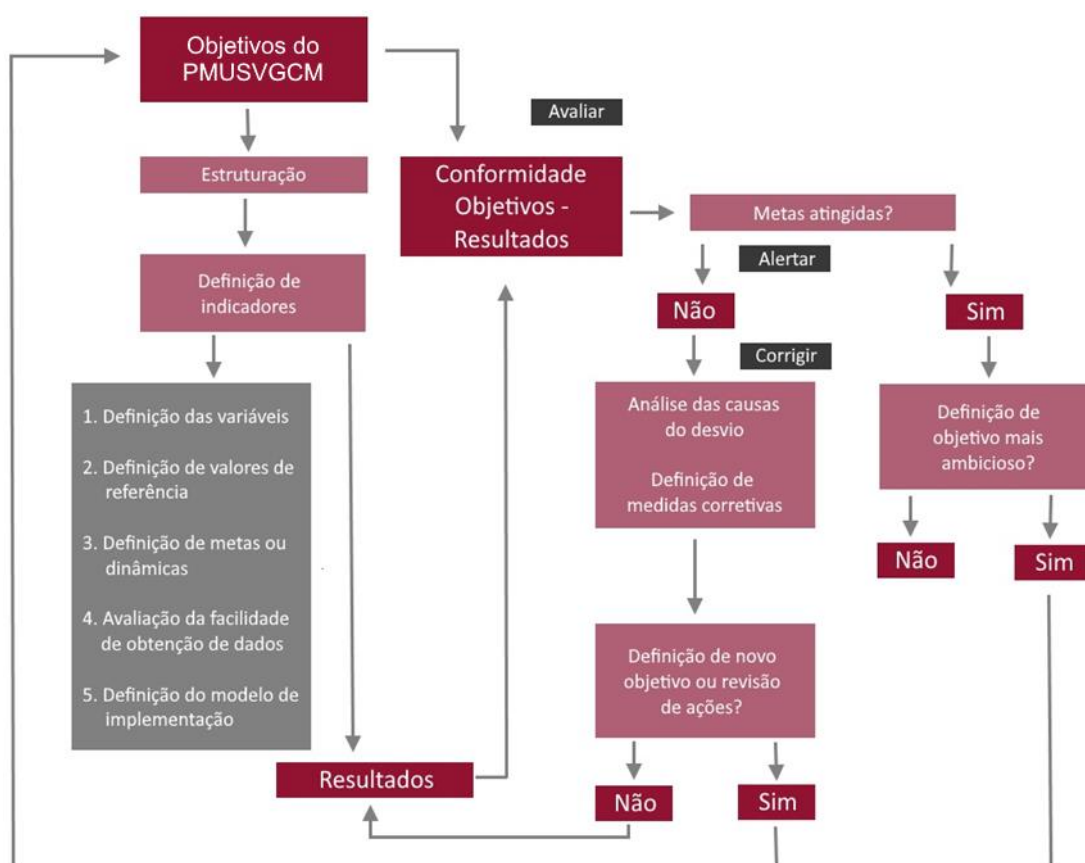 Objetivos do
PMUSVGCM
Avaliar
Estruturação
Conformidade
Objetivos -
Resultados
Metas atingidas?
Alertar
Definição de
indicadores
Não
Sim
Corrigir
1. Definição das variáveis
2. Definição de valores de
referência
3. Definição de metas ou
dinâmicas
4. Avaliação da facilidade
de obtenção de dados
5. Definição do modelo de
implementação
Análise das causas
do desvio
Definição de
medidas corretivas
Definição de
objetivo mais
ambicioso?
Não
Sim
Definição de novo
objetivo ou revisão
de ações?
Resultados
Não
Sim